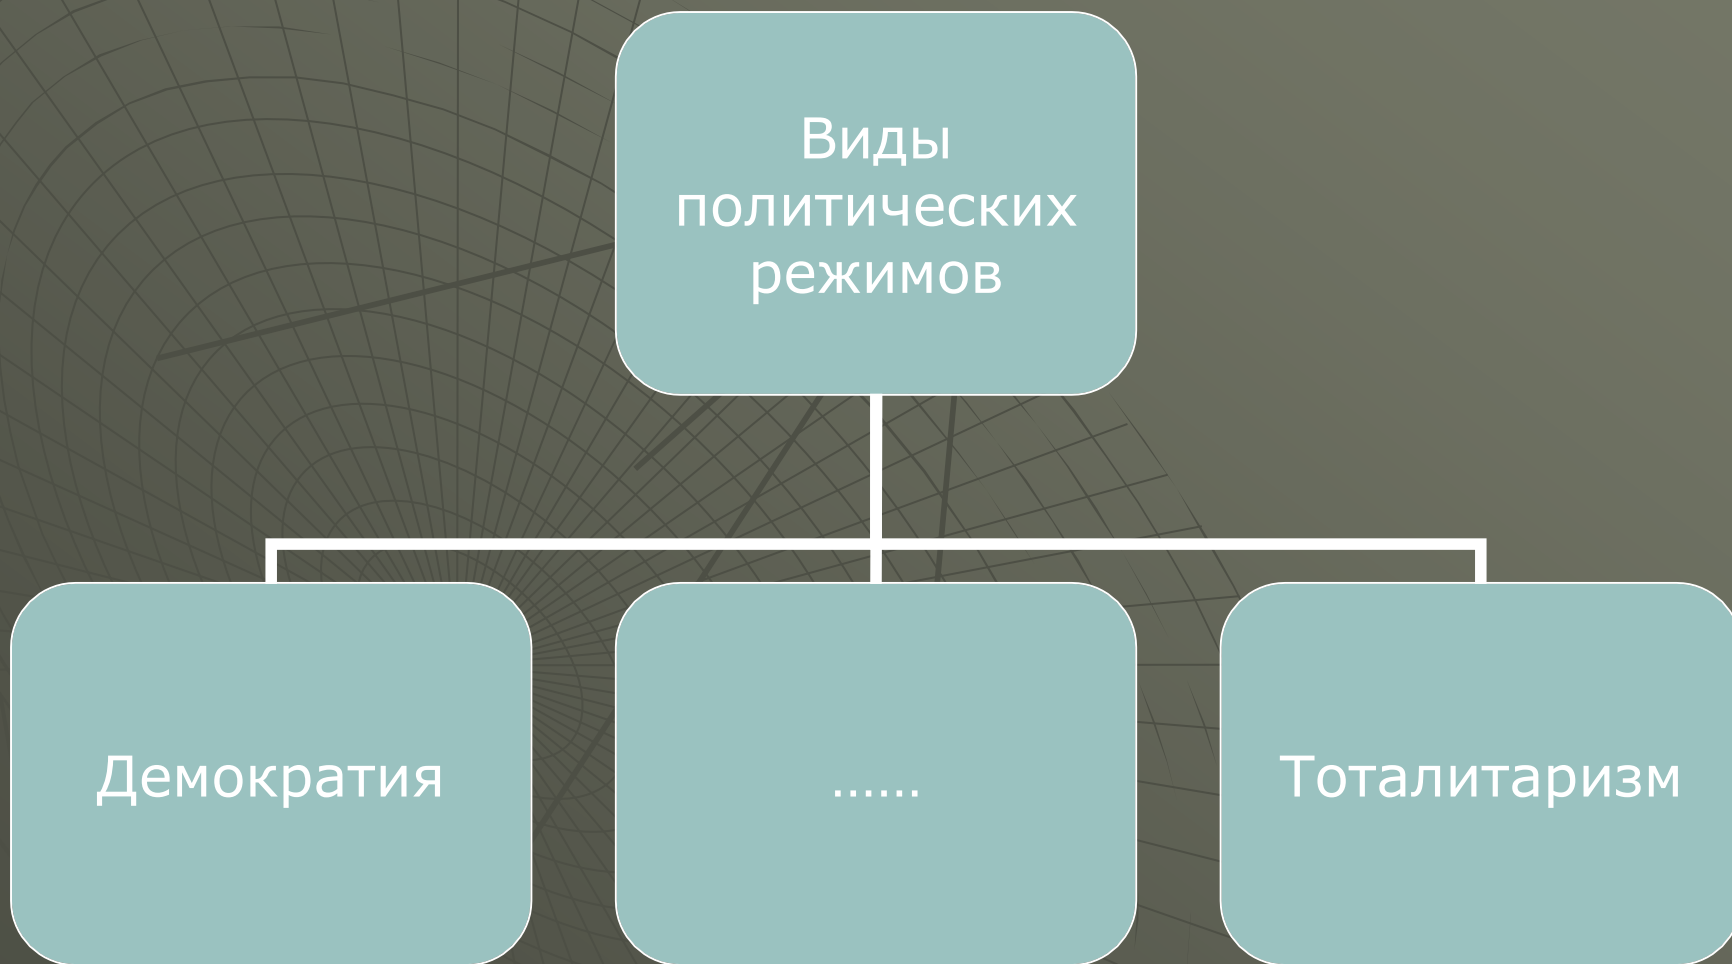 Виды
политических
режимов
Демократия
……
Тоталитаризм